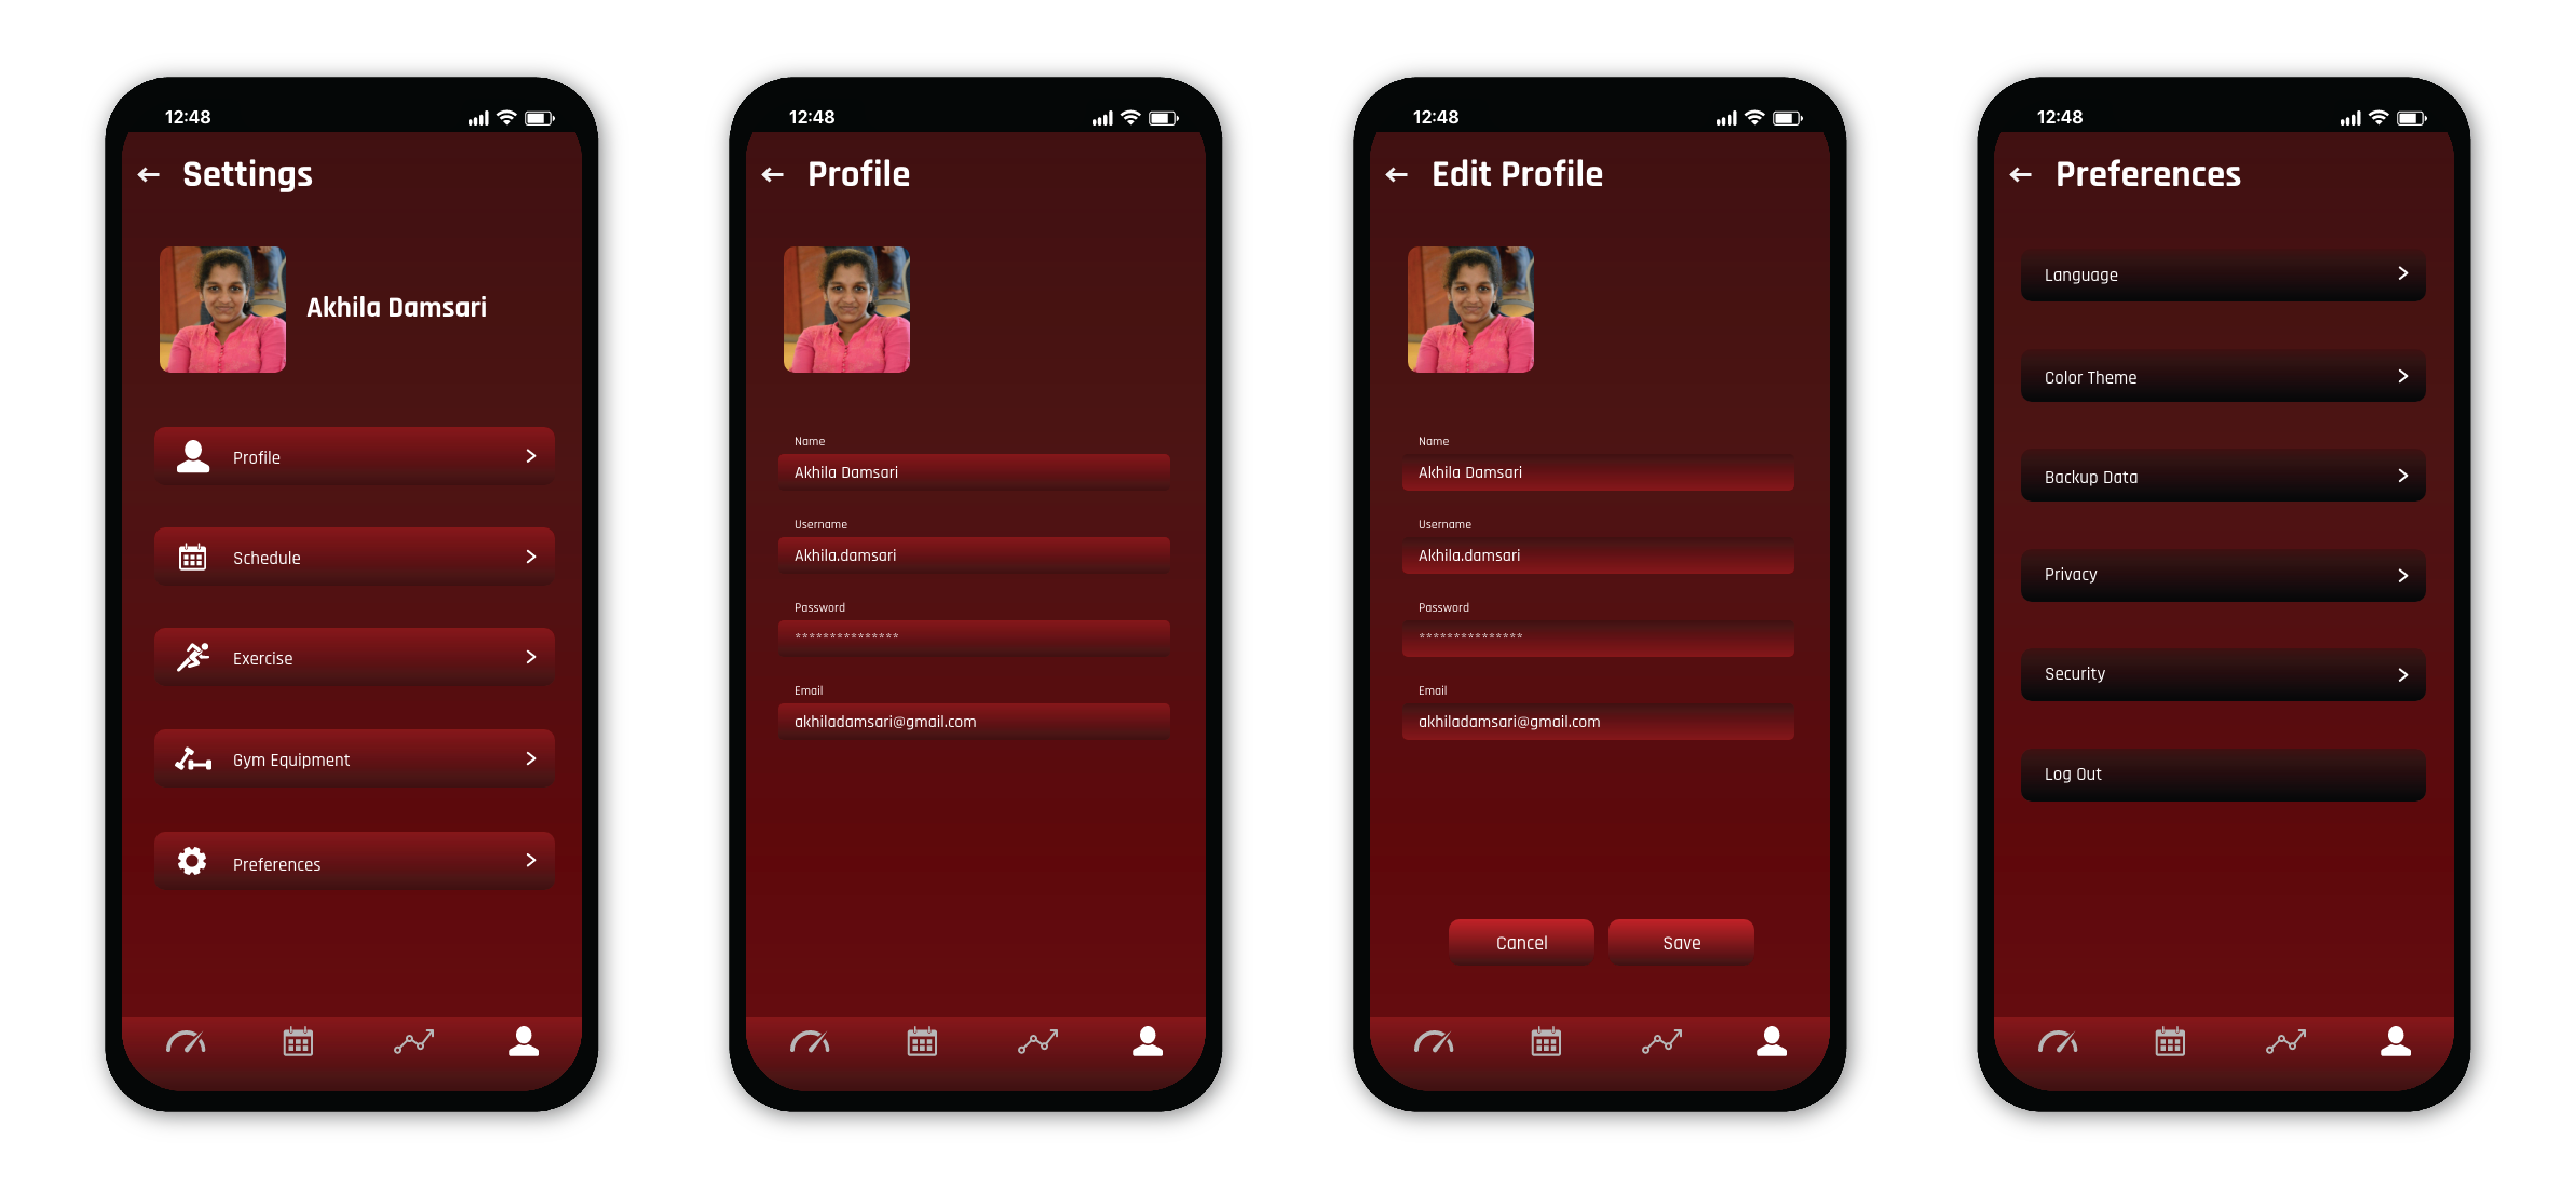 12:48
Settings
Akhila Damsari
Profile
Schedule
Exercise
Gym Equipment
Preferences
12:48
Profile
Name
Akhila Damsari
Username
Akhila.damsari
Password
***************
Email
akhiladamsari@gmail.com
12:48
Edit Profile
Name
Akhila Damsari
Username
Akhila.damsari
Password
***************
Email
akhiladamsari@gmail.com
Cancel
Save
12:48
Preferences
Language
Color Theme
Backup Data
Privacy
Security
Log Out